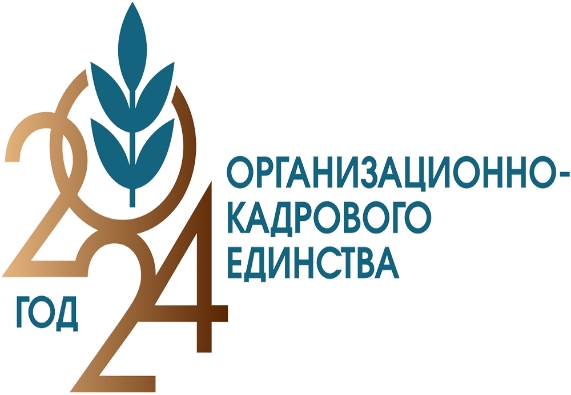 2024
ГОД
ОРГАНИЗАЦИОННО-
КАДРОВОГО
ЕДИНСТВА